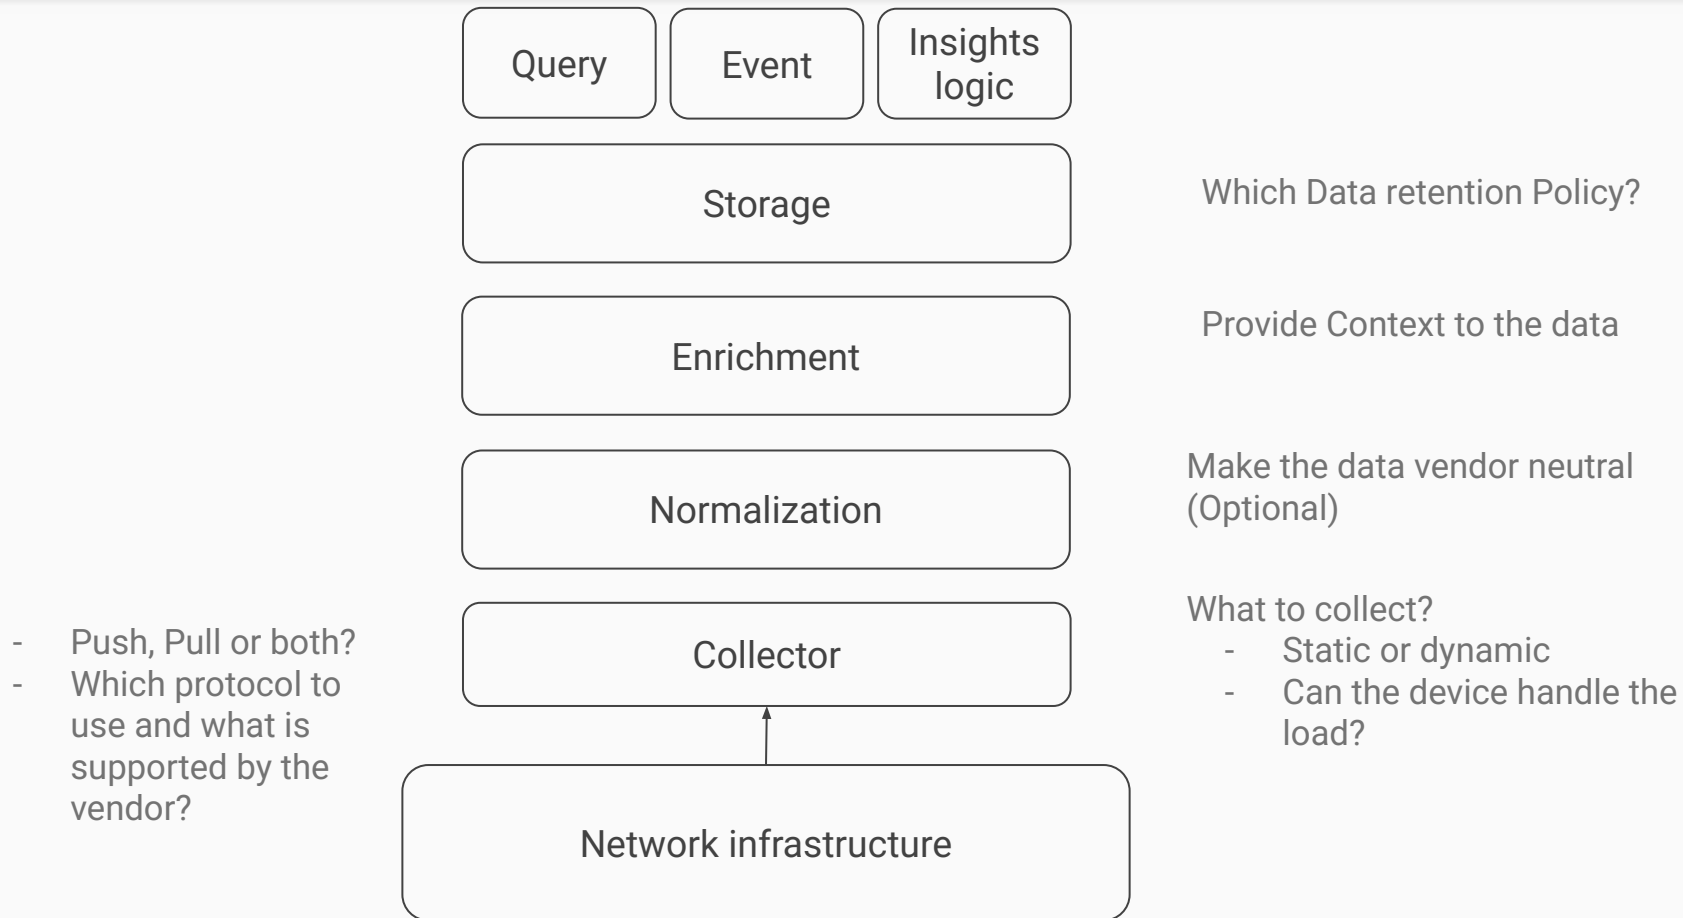 Query
Event
Insights
logic
Storage
Which Data retention Policy?
Enrichment
Provide Context to the data
Normalization
Make the data vendor neutral
(Optional)
- Push, Pull or both?
- Which protocol to
use and what is
supported by the
vendor?
Collector
What to collect?
- Static or dynamic
- Can the device handle the
load?
Network infrastructure